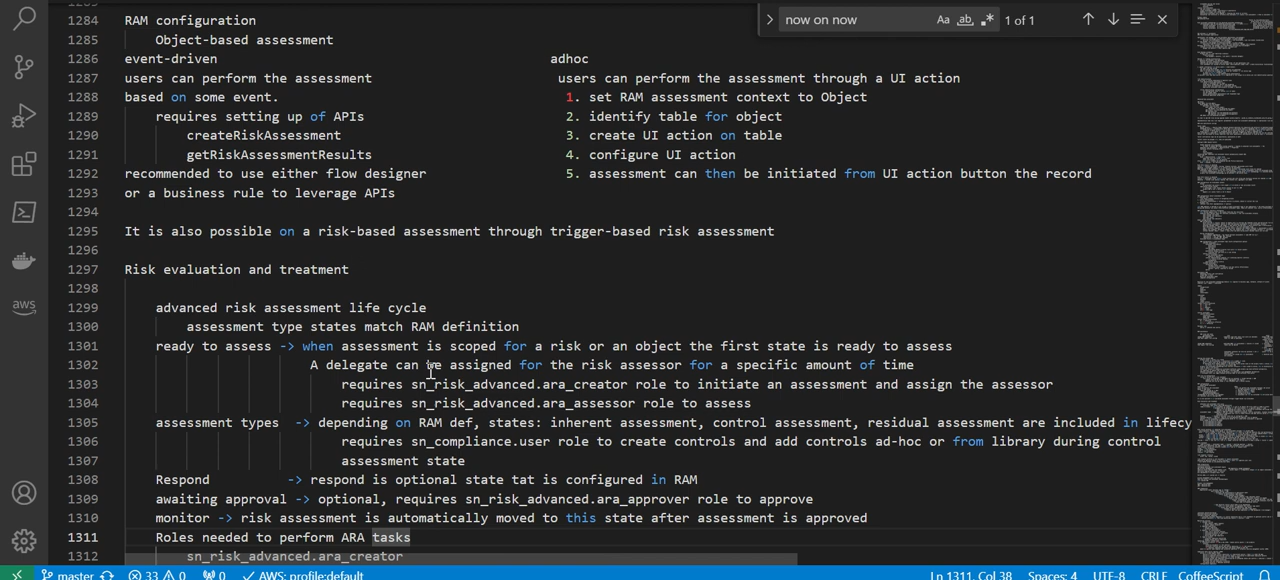 now on now
Aa ab, .* 1 of 1
1284 RAM configuration
1285 Object-based assessment
1286 event-driven adhoc
1287 users can perform the assessment users can perform the assessment through a UI action
1288 based on some event. 1. set RAM assessment context to Object
1289 requires setting up of APIs 2. identify table for object
1290 createRiskAssessment 3. create UI action on table
1291 getRiskAssessmentResults 4. configure UI action
1292 recommended to use either flow designer 5. assessment can then be initiated from UI action button the record
1293 or a business rule to leverage APIs
1294
1295 It is also possible on a risk-based assessment through trigger-based risk assessment
1296
1297 Risk evaluation and treatment
1298
1299 advanced risk assessment life cycle
1300 assessment type states match RAM definition
1301 ready to assess -> when assessment is scoped for a risk or an object the first state is ready to assess
1302 A delegate can we assigned for the risk assessor for a specific amount of time
1303 requires sn_risk_advanced.ara_creator role to initiate an assessment and assign the assessor
1304 requires sn_risk_advanced.ara_assessor role to assess
1305 assessment types -> depending on RAM def, states: inherent assessment, control assessment, residual assessment are included in lifecy
1306 requires sn_compliance.user role to create controls and add controls ad-hoc or from library during control
1307 assessment state
1308 Respond -> respond is optional state tat is configured in RAM
1309 awaiting approval -> optional, requires sn_risk_advanced.ara_approver role to approve
1310 monitor -> risk assessment is automatically moved to this state after assessment is approved
1311 Roles needed to perform ARA tasks
1312 sn_risk_advanced.ara_creator
aws
master 33 0 0 AWS: profile:default Ln 1311, Col 38 Spaces: 4 UTF-8 CRLF CoffeeScript